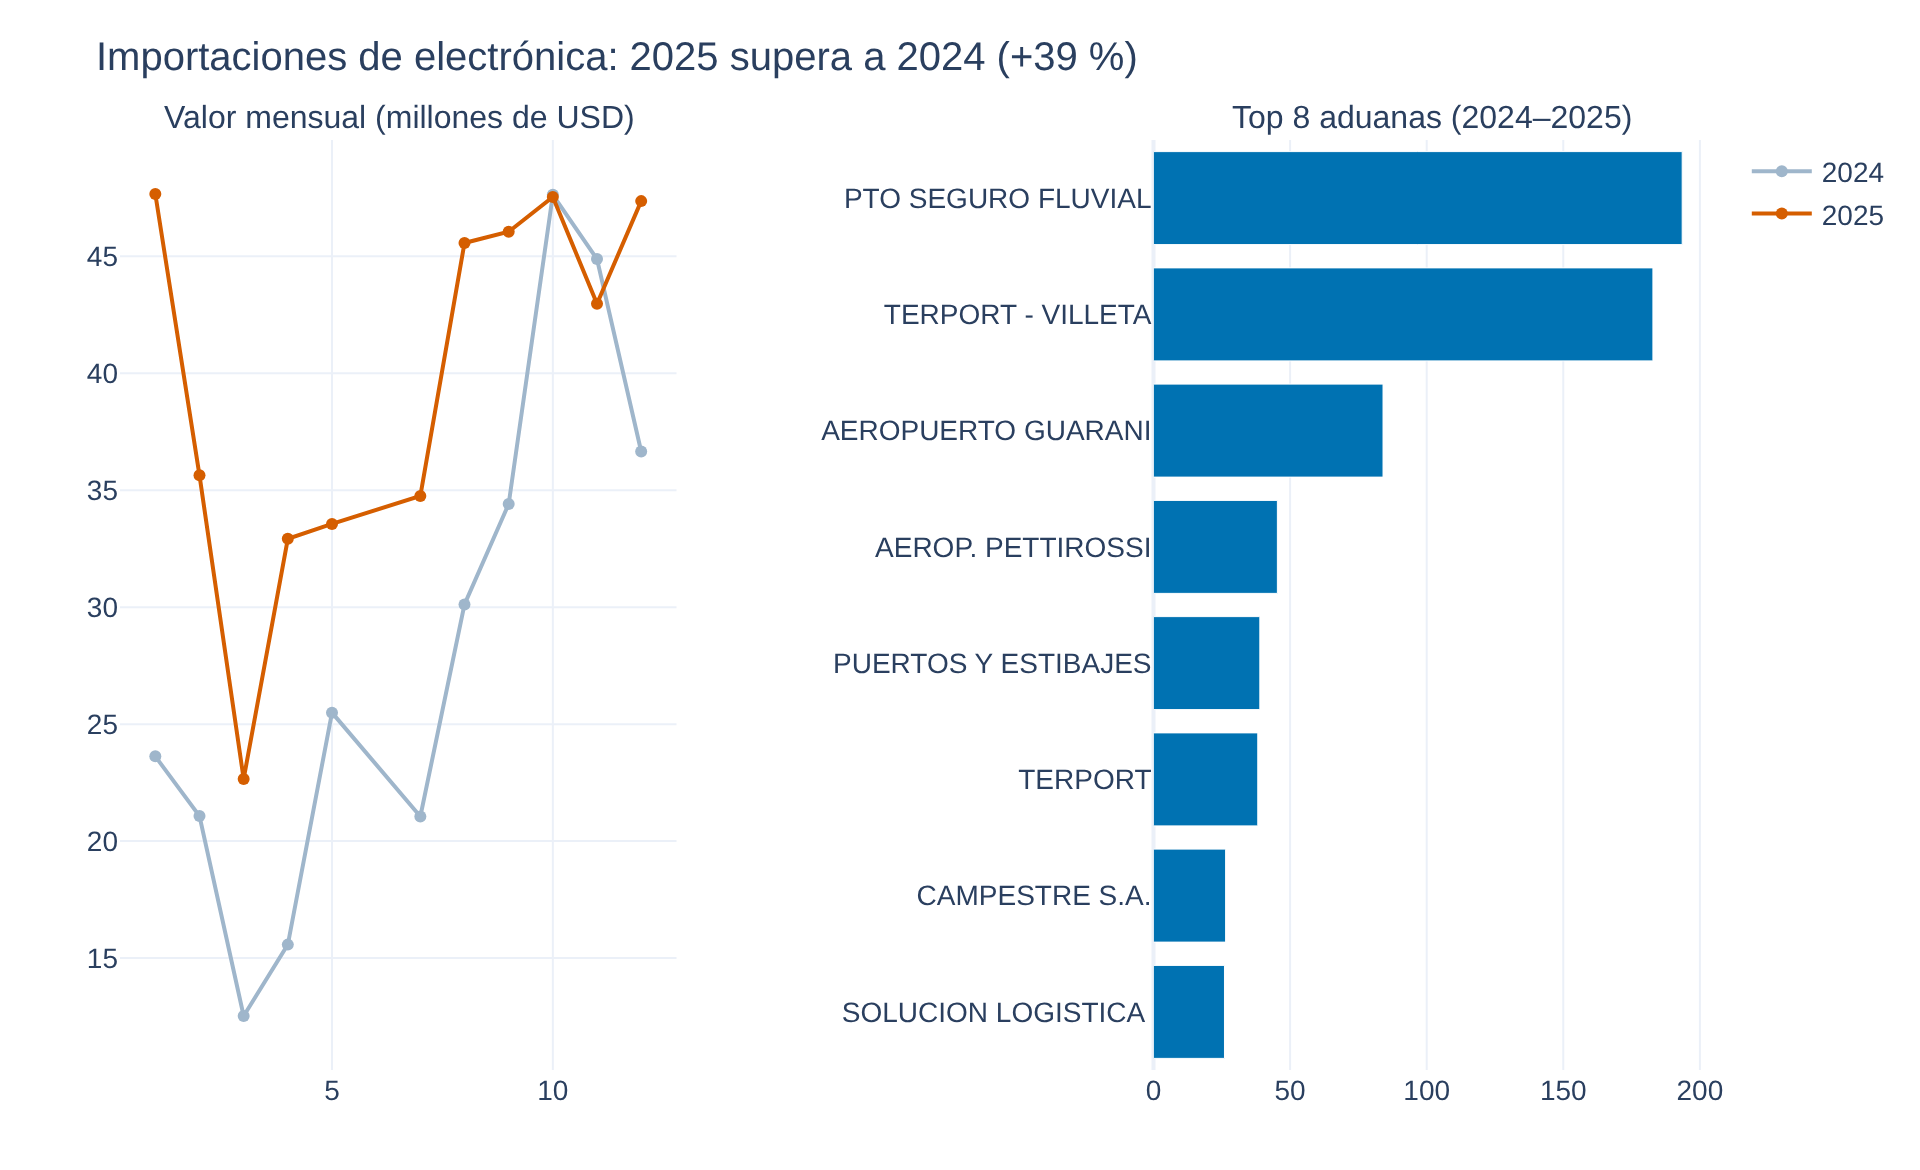 Importaciones de electrónica: 2025 supera a 2024 (+39 %)
Valor mensual (millones de USD)
45
40
35
30
25
20
15
5
10
Top 8 aduanas (2024–2025)
PTO SEGURO FLUVIAL
TERPORT - VILLETA
AEROPUERTO GUARANI
AEROP. PETTIROSSI
PUERTOS Y ESTIBAJES
TERPORT
CAMPESTRE S.A.
SOLUCION LOGISTICA
0
50
100
150
200
2024
2025